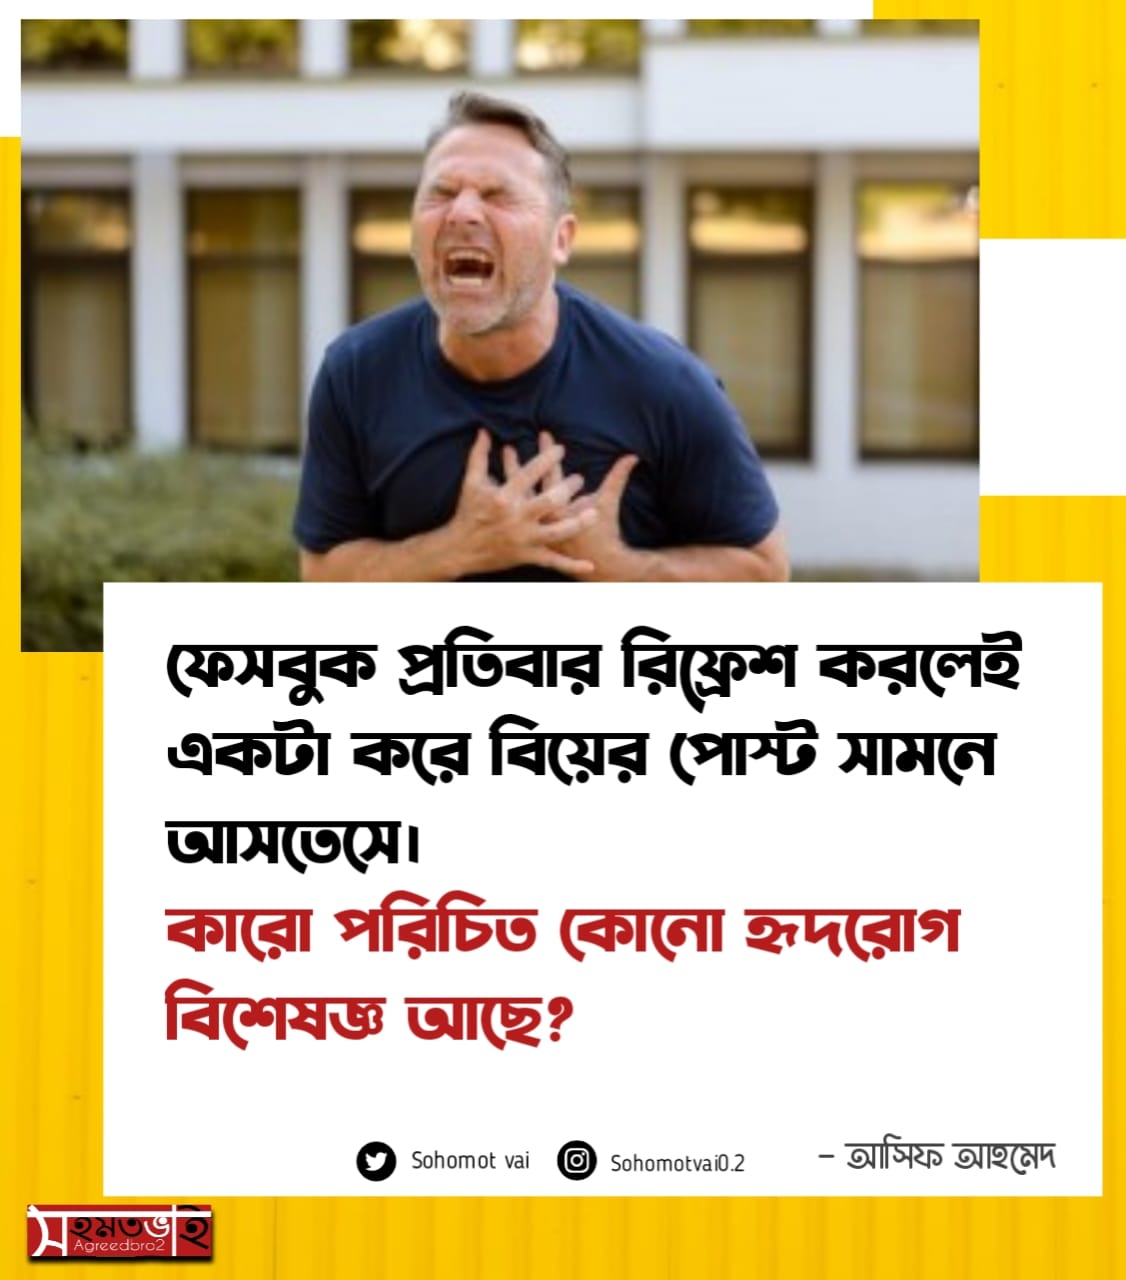 ফেসবুক প্রতিবার রিফ্রেশ করলেই
একটা করে বিয়ের পোস্ট সামনে
আসতেসে।
কারো পরিচিত কোনো হৃদরোগ
বিশেষজ্ঞ আছে?
Sohomot vai Sohomotvai0.2 – আসিফ আহমেদ
সহমতভাই
Agreedbro2